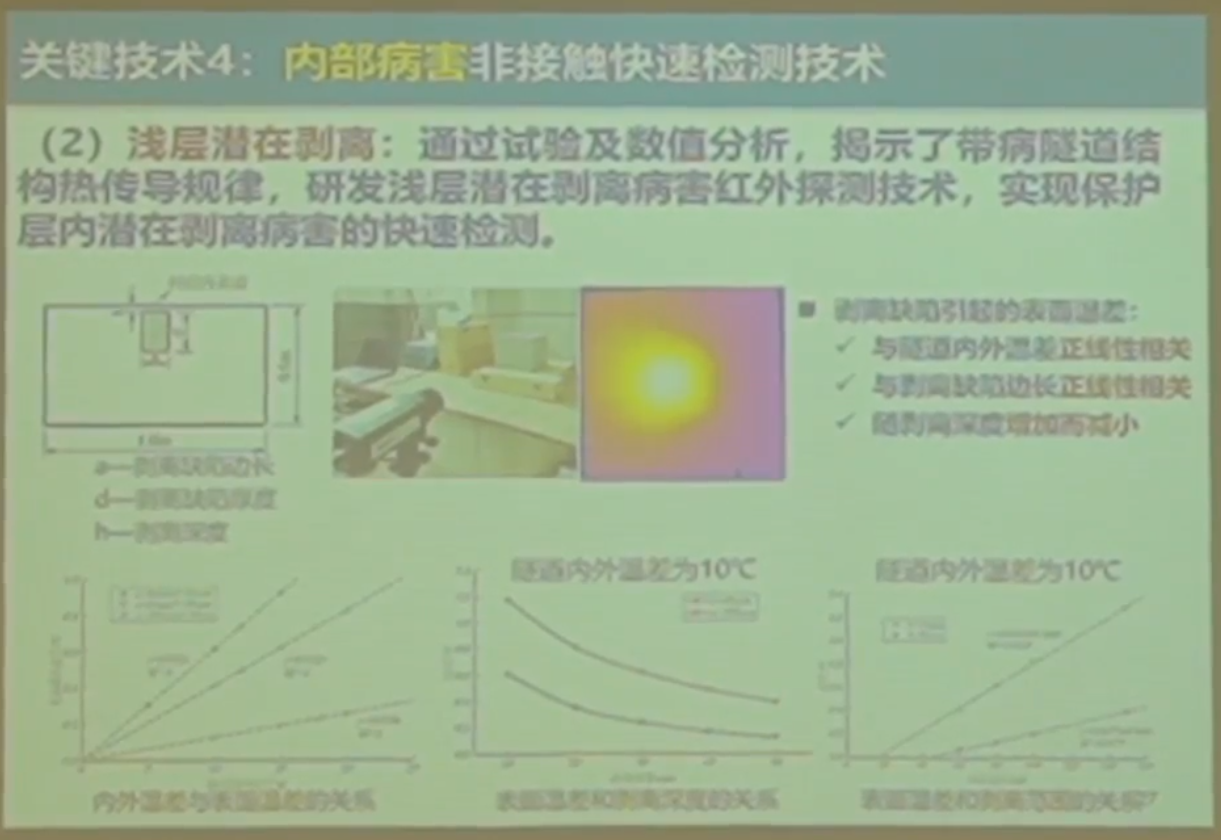 关键技术4：内部病害非接触快速检测技术
（2）浅层潜在剥离：通过试验及数值分析，揭示了带病隧道结
构热传导规律，研发浅层潜在剥离病害红外探测技术，实现保护
层内潜在剥离病害的快速检测。
■ 剥离缺陷引起的表面温差：
✓ 与隧道内外温差正线性相关
✓ 与剥离缺陷边长正线性相关
✓ 随剥离深度增加而减小
a—剥离缺陷边长
d—剥离缺陷厚度
h—剥离深度
隧道内外温差为10℃
隧道内外温差为10℃
内外温差与表面温差的关系
表面温差和剥离深度的关系
表面温差和剥离范围的关系